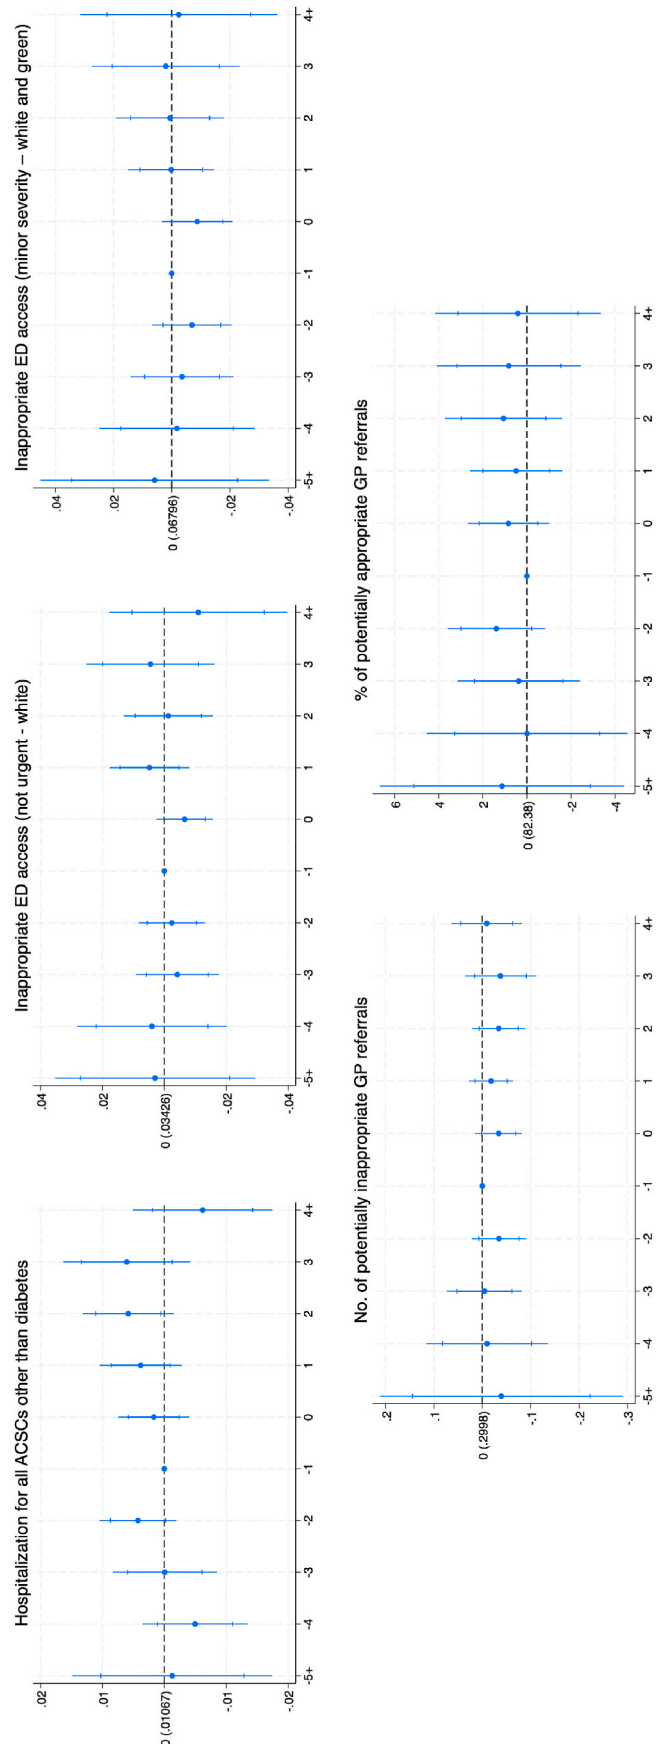 Hospitalization for all ACSCs other than diabetes
.02
.01
0 (.01067)
-.01
-.02
-5+ -4 -3 -2 -1 0 1 2 3 4+
Inappropriate ED access (not urgent - white)
.04
.02
0 (.03426)
-.02
-.04
-5+ -4 -3 -2 -1 0 1 2 3 4+
Inappropriate ED access (minor severity – white and green)
.04
.02
0 (.06796)
-.02
-.04
-5+ -4 -3 -2 -1 0 1 2 3 4+
No. of potentially inappropriate GP referrals
.2
.1
0 (.2998)
-.1
-.2
-.3
-5+ -4 -3 -2 -1 0 1 2 3 4+
% of potentially appropriate GP referrals
6
4
2
0 (82.38)
-2
-4
-5+ -4 -3 -2 -1 0 1 2 3 4+